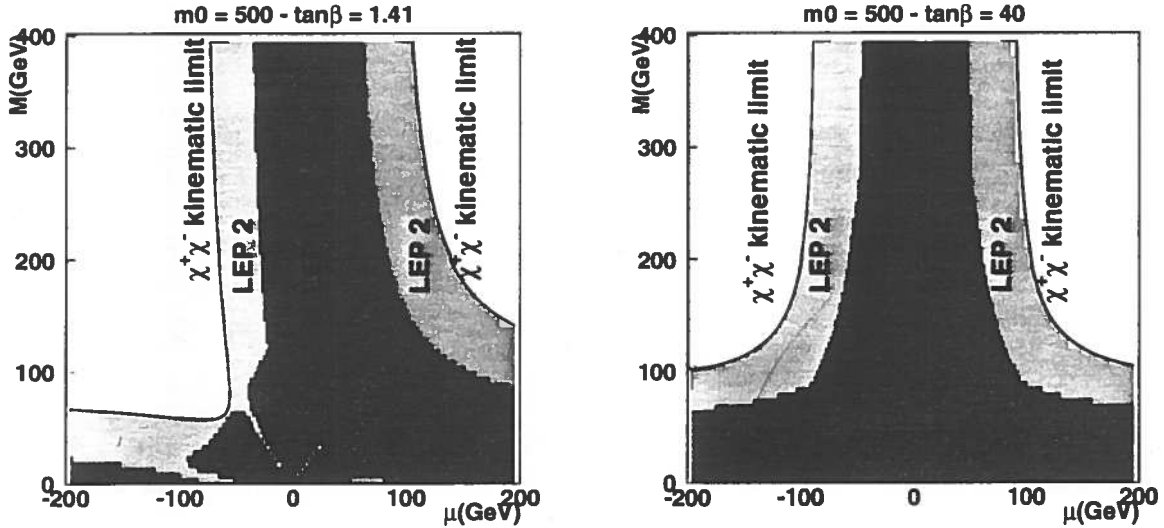 m0 = 500 - tanβ = 1.41
M(GeV)
400
300
200
100
0
-200
-100
0
100
200
μ(GeV)
χ⁺χ⁻ kinematic limit
LEP 2
LEP 2
χ⁺χ⁻ kinematic limit
m0 = 500 - tanβ = 40
M(GeV)
400
300
200
100
0
-200
-100
0
100
200
μ(GeV)
χ⁺χ⁻ kinematic limit
LEP 2
LEP 2
χ⁺χ⁻ kinematic limit